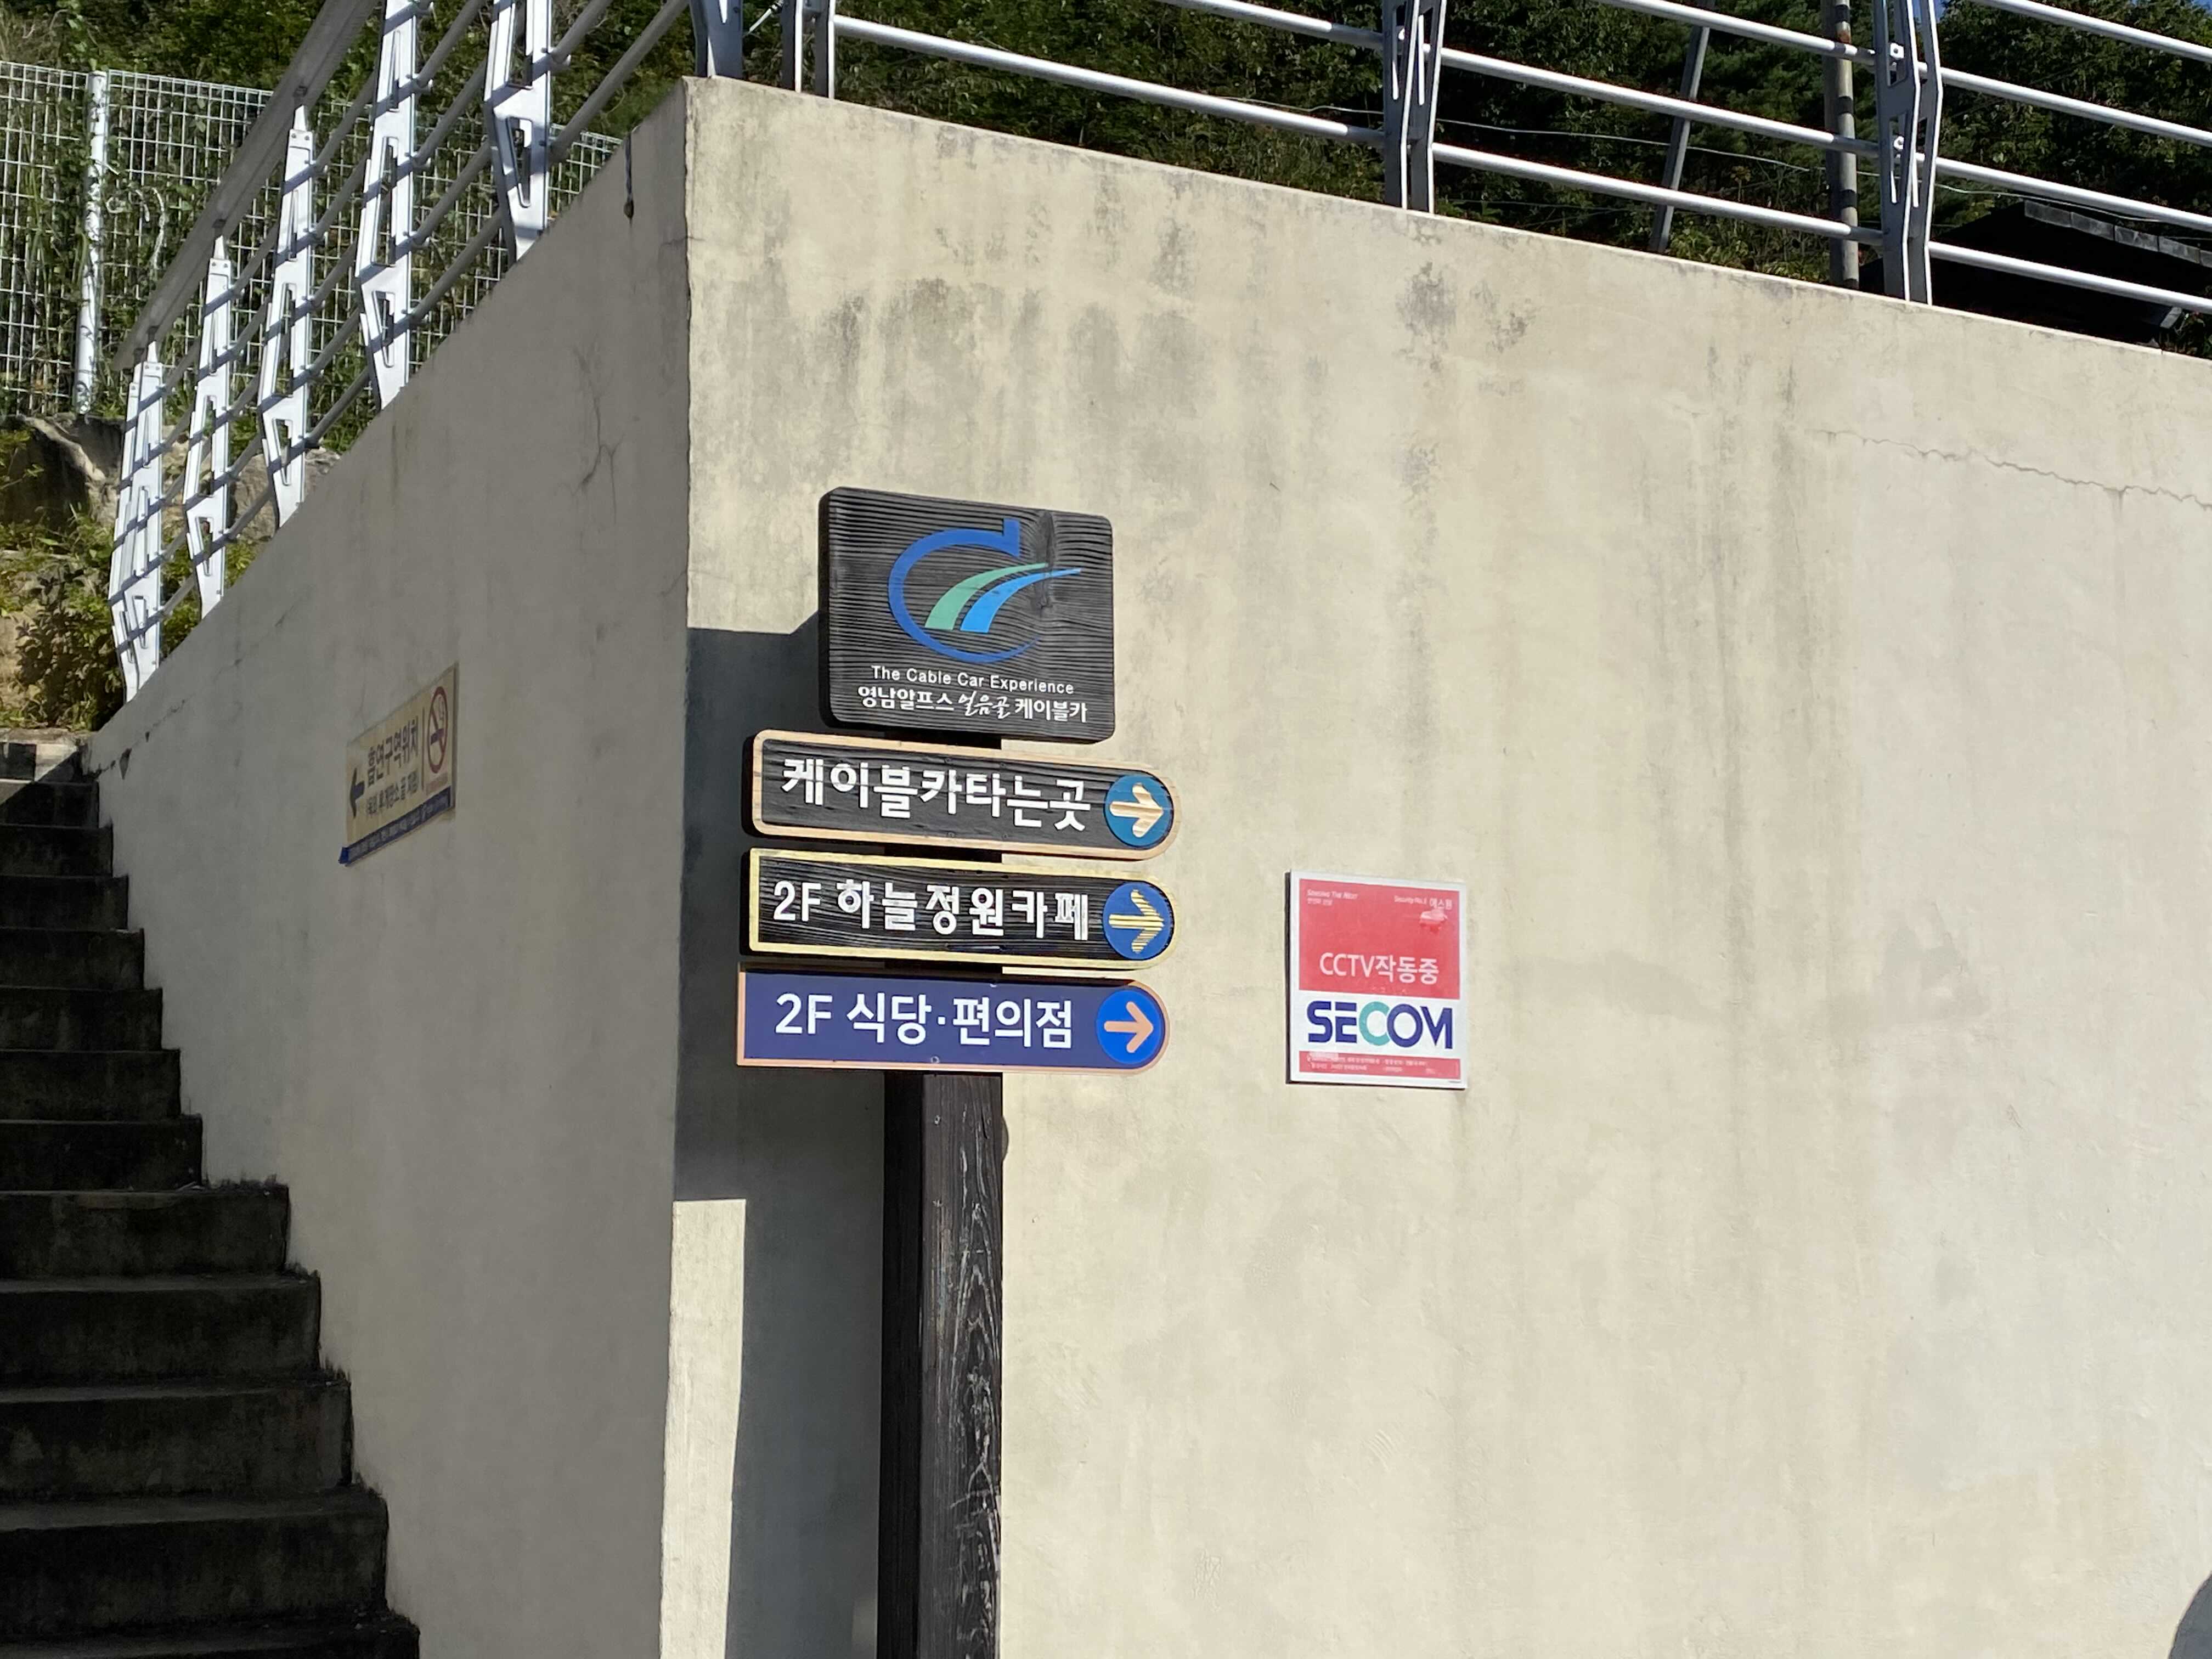 The Cable Car Experience
영남알프스 얼음골 케이블카
케이블카타는곳
2F 하늘정원카페
2F 식당·편의점
흡연구역위치
CCTV작동중
SECOM